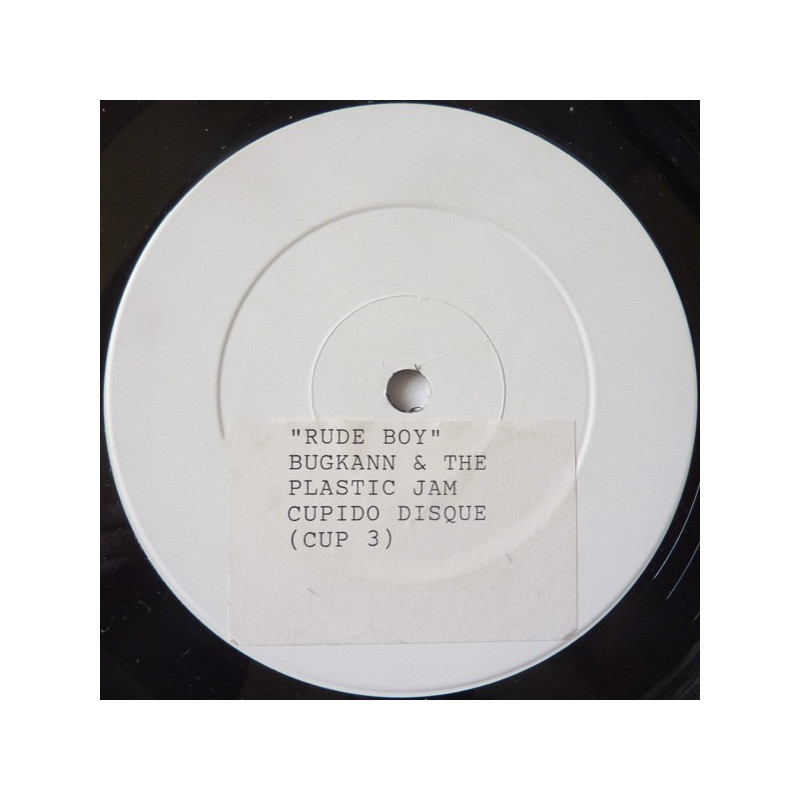 "RUDE BOY"
BUGKANN & THE
PLASTIC JAM
CUPIDO DISQUE
(CUP 3)